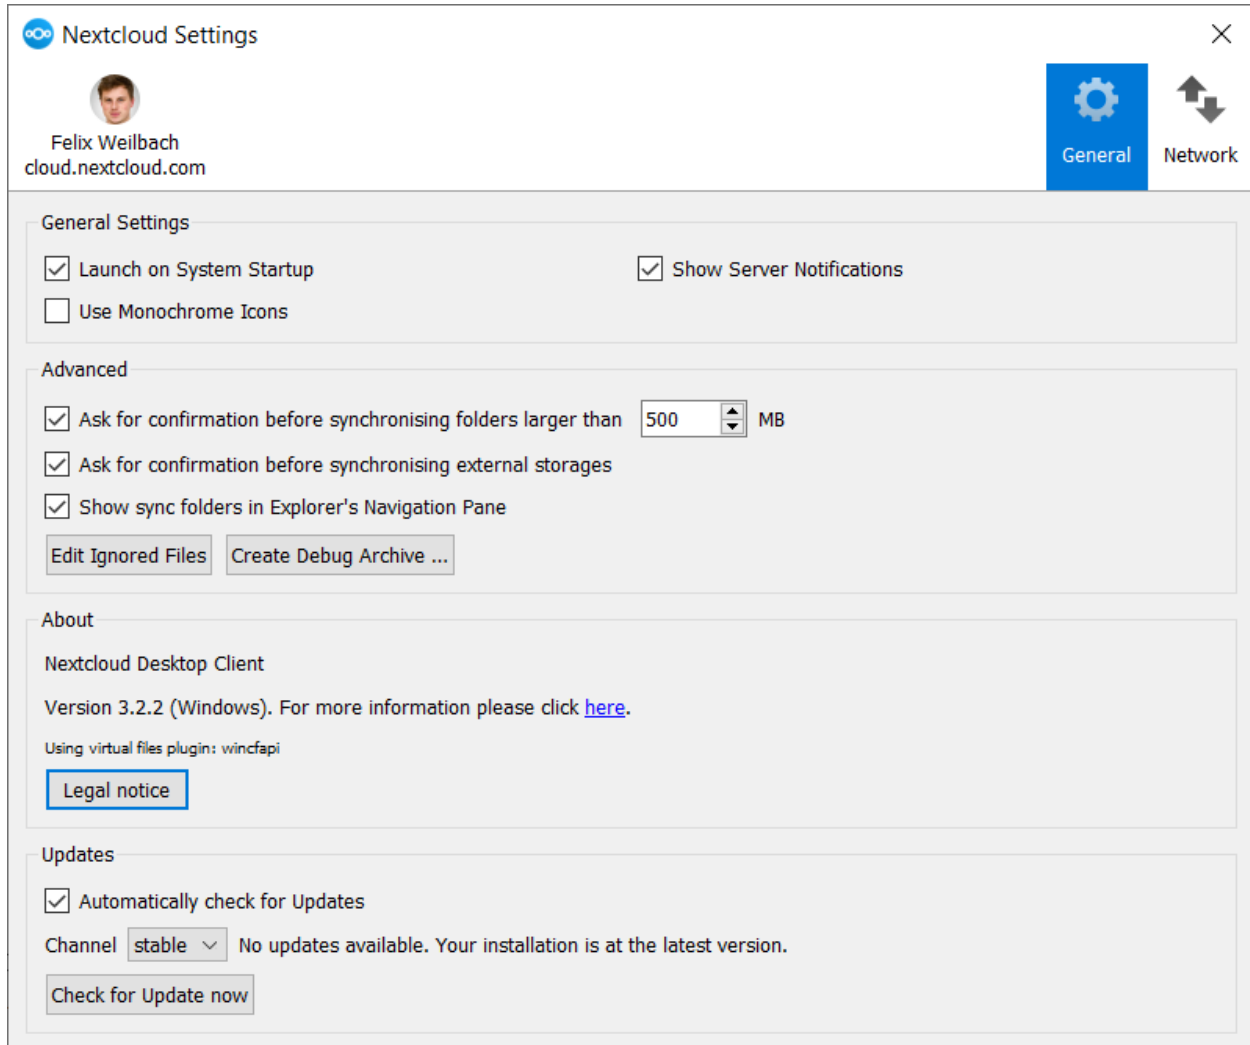 Nextcloud Settings
Felix Weilbach
cloud.nextcloud.com
General
Network
General Settings
Launch on System Startup
Show Server Notifications
Use Monochrome Icons
Advanced
Ask for confirmation before synchronising folders larger than 500 MB
Ask for confirmation before synchronising external storages
Show sync folders in Explorer's Navigation Pane
Edit Ignored Files
Create Debug Archive ...
About
Nextcloud Desktop Client
Version 3.2.2 (Windows). For more information please click here.
Using virtual files plugin: wincfapi
Legal notice
Updates
Automatically check for Updates
Channel stable No updates available. Your installation is at the latest version.
Check for Update now